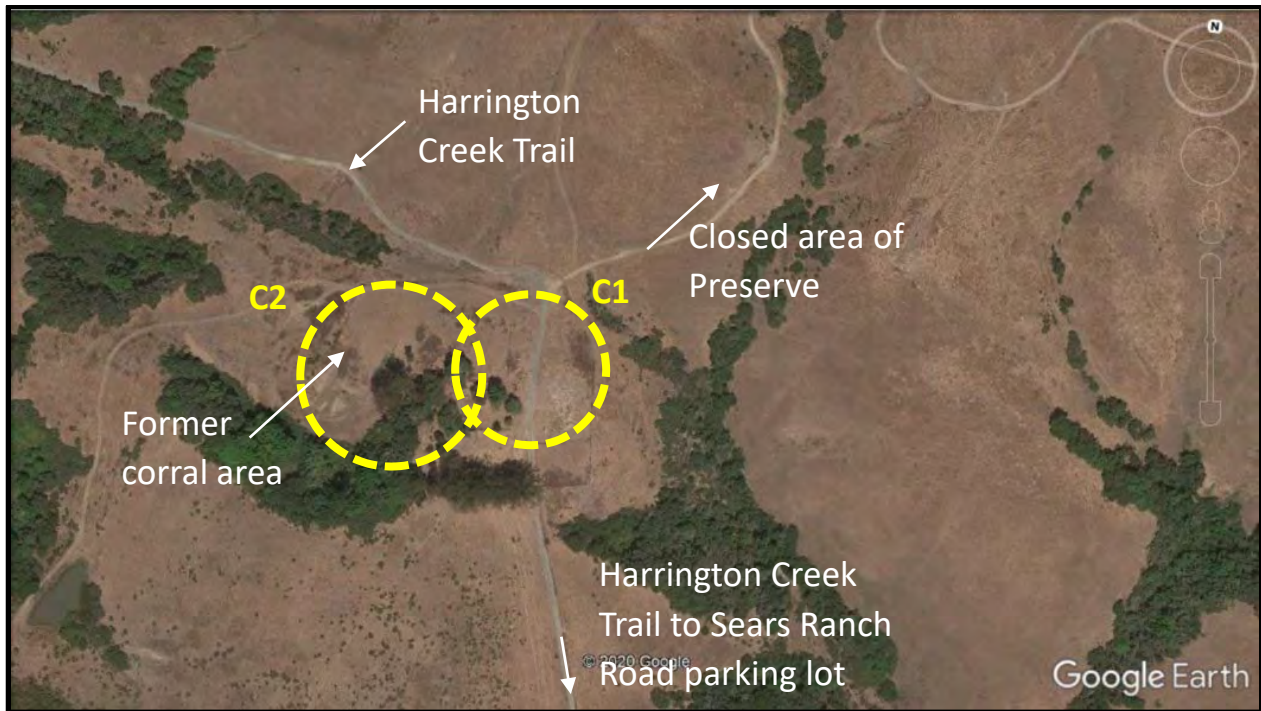 N
Harrington
Creek Trail
Closed area of
Preserve
C2
C1
Former
corral area
Harrington Creek
Trail to Sears Ranch
Road parking lot
© 2020 Google
Google Earth